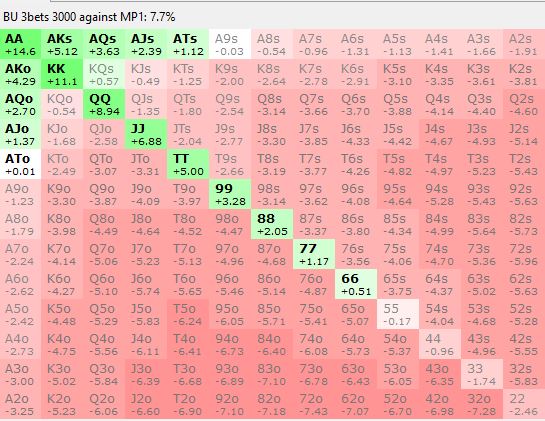 BU 3bets 3000 against MP1: 7.7%
AA AKs AQs AJs ATs A9s A8s A7s A6s A5s A4s A3s A2s
+14.6 +5.12 +3.63 +2.39 +1.12 -0.03 -0.54 -0.96 -1.31 -1.13 -1.41 -1.66 -1.91
AKo KK KQs KJs KTs K9s K8s K7s K6s K5s K4s K3s K2s
+4.29 +11.1 +0.57 -0.49 -1.25 -2.00 -2.64 -2.78 -2.91 -3.10 -3.35 -3.61 -3.81
AQo KQo QQ QJs QTs Q9s Q8s Q7s Q6s Q5s Q4s Q3s Q2s
+2.70 -0.54 +8.94 -1.35 -1.80 -2.54 -3.14 -3.66 -3.70 -3.88 -4.14 -4.40 -4.60
AJo KJo QJo JJ JTs J9s J8s J7s J6s J5s J4s J3s J2s
+1.37 -1.68 -2.58 +6.88 -2.04 -2.77 -3.30 -3.85 -4.33 -4.42 -4.67 -4.93 -5.14
ATo KTo QTo JTo TT T9s T8s T7s T6s T5s T4s T3s T2s
+0.01 -2.49 -3.07 -3.31 +5.00 -2.66 -3.19 -3.77 -4.26 -4.82 -4.97 -5.23 -5.43
A9o K9o Q9o J9o T9o 99 98s 97s 96s 95s 94s 93s 92s
-1.23 -3.30 -3.87 -4.09 -3.97 +3.28 -3.14 -3.62 -4.08 -4.64 -5.28 -5.43 -5.63
A8o K8o Q8o J8o T8o 98o 88 87s 86s 85s 84s 83s 82s
-1.79 -3.98 -4.49 -4.64 -4.52 -4.47 +2.05 -3.37 -3.80 -4.34 -4.99 -5.64 -5.73
A7o K7o Q7o J7o T7o 97o 87o 77 76s 75s 74s 73s 72s
-2.24 -4.14 -5.06 -5.23 -5.13 -4.96 -4.68 +1.17 -3.56 -4.06 -4.70 -5.36 -5.96
A6o K6o Q6o J6o T6o 96o 86o 76o 66 65s 64s 63s 62s
-2.62 -4.27 -5.10 -5.74 -5.65 -5.46 -5.14 -4.87 +0.51 -3.75 -4.37 -5.02 -5.63
A5o K5o Q5o J5o T5o 95o 85o 75o 65o 55 54s 53s 52s
-2.42 -4.48 -5.29 -5.83 -6.24 -6.05 -5.71 -5.41 -5.07 -0.17 -4.04 -4.68 -5.28
A4o K4o Q4o J4o T4o 94o 84o 74o 64o 54o 44 43s 42s
-2.73 -4.75 -5.56 -6.11 -6.41 -6.73 -6.40 -6.08 -5.73 -5.37 -0.96 -4.96 -5.55
A3o K3o Q3o J3o T3o 93o 83o 73o 63o 53o 43o 33 32s
-3.00 -5.02 -5.84 -6.39 -6.68 -6.89 -7.10 -6.78 -6.43 -6.05 -6.35 -1.74 -5.83
A2o K2o Q2o J2o T2o 92o 82o 72o 62o 52o 42o 32o 22
-3.25 -5.23 -6.06 -6.60 -6.90 -7.10 -7.18 -7.43 -7.07 -6.70 -6.98 -7.28 -2.46